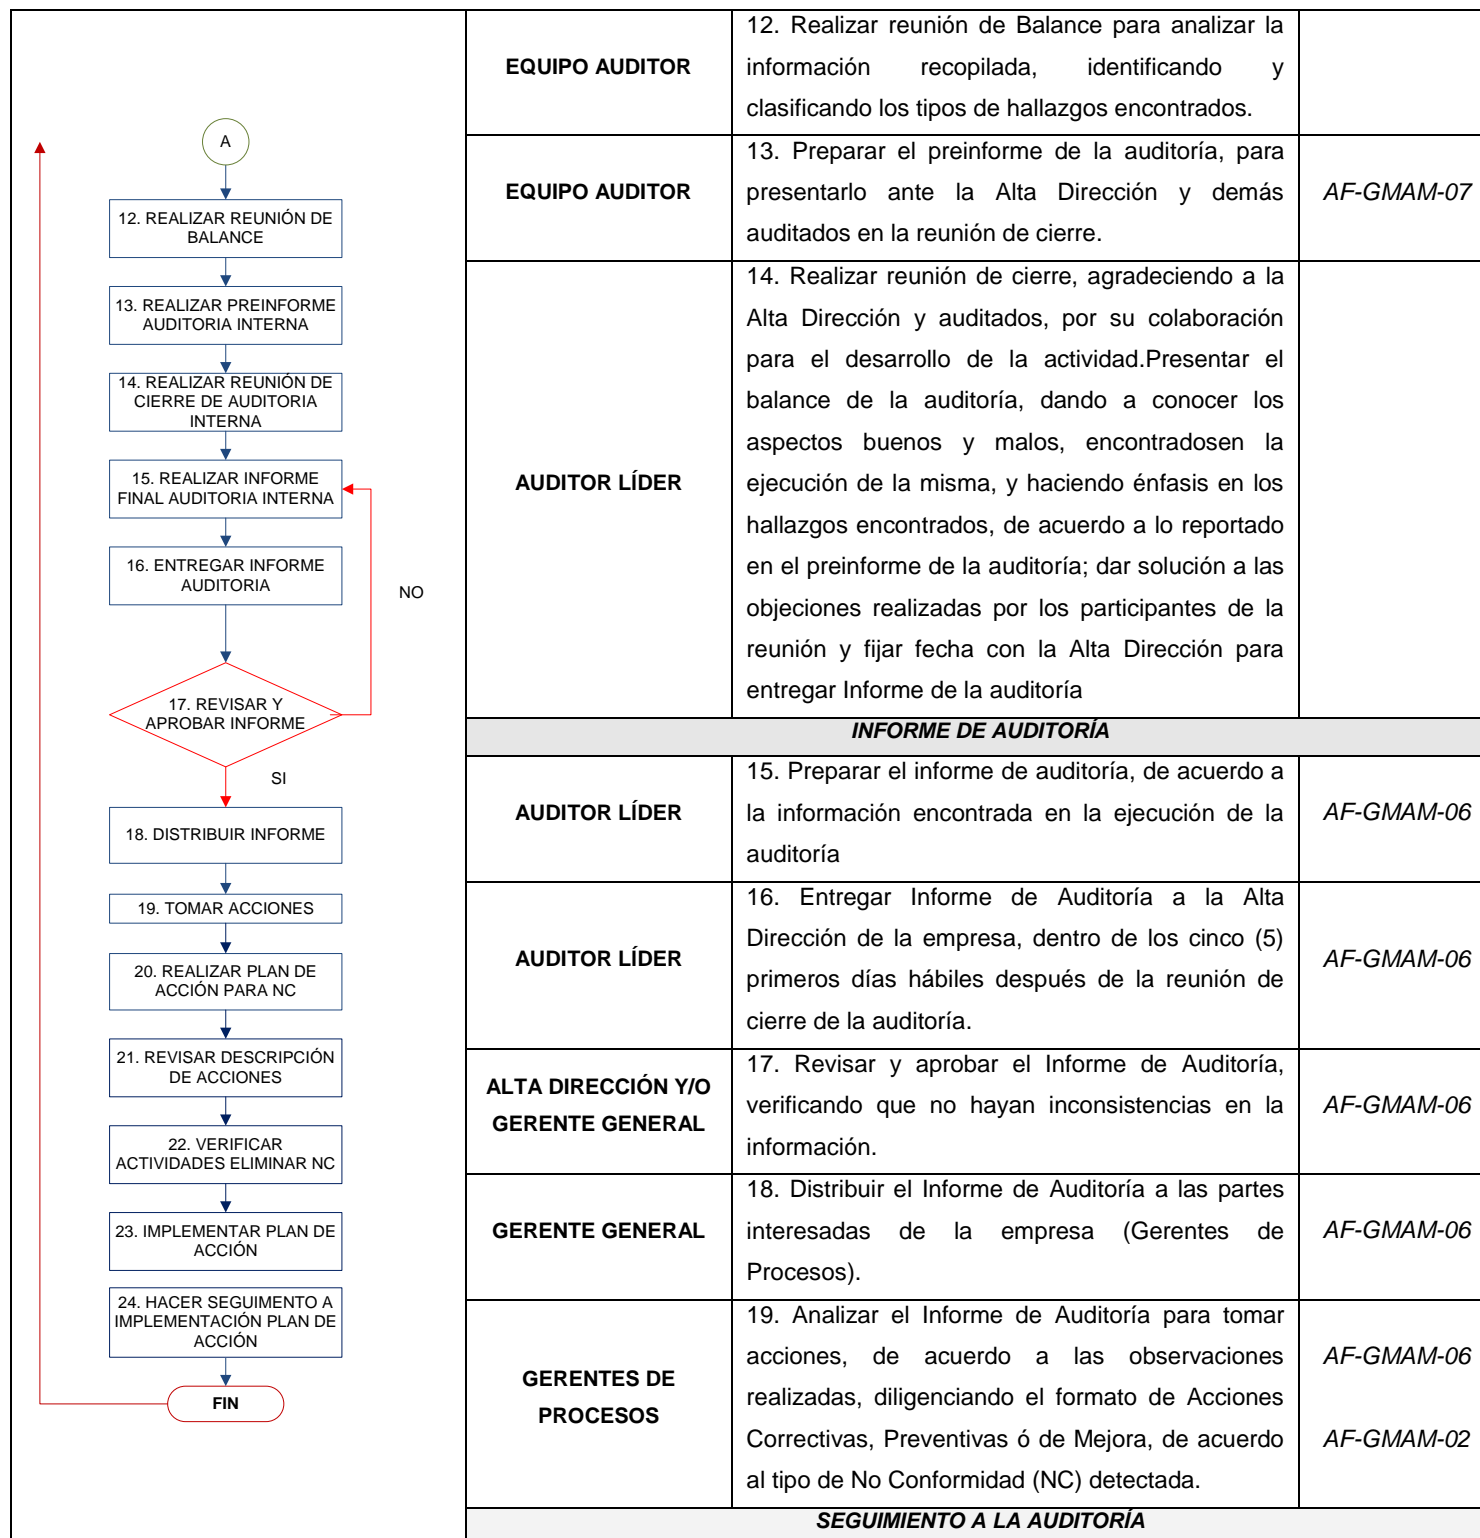 A
12. REALIZAR REUNIÓN DE
BALANCE
13. REALIZAR PREINFORME
AUDITORIA INTERNA
14. REALIZAR REUNIÓN DE
CIERRE DE AUDITORIA
INTERNA
15. REALIZAR INFORME
FINAL AUDITORIA INTERNA
16. ENTREGAR INFORME
AUDITORIA
NO
17. REVISAR Y
APROBAR INFORME
SI
18. DISTRIBUIR INFORME
19. TOMAR ACCIONES
20. REALIZAR PLAN DE
ACCIÓN PARA NC
21. REVISAR DESCRIPCIÓN
DE ACCIONES
22. VERIFICAR
ACTIVIDADES ELIMINAR NC
23. IMPLEMENTAR PLAN DE
ACCIÓN
24. HACER SEGUIMENTO A
IMPLEMENTACIÓN PLAN DE
ACCIÓN
FIN
EQUIPO AUDITOR
12. Realizar reunión de Balance para analizar la
información recopilada, identificando y
clasificando los tipos de hallazgos encontrados.
EQUIPO AUDITOR
13. Preparar el preinforme de la auditoría, para
presentarlo ante la Alta Dirección y demás
auditados en la reunión de cierre.
AF-GMAM-07
AUDITOR LÍDER
14. Realizar reunión de cierre, agradeciendo a la
Alta Dirección y auditados, por su colaboración
para el desarrollo de la actividad.Presentar el
balance de la auditoría, dando a conocer los
aspectos buenos y malos, encontradosen la
ejecución de la misma, y haciendo énfasis en los
hallazgos encontrados, de acuerdo a lo reportado
en el preinforme de la auditoría; dar solución a las
objeciones realizadas por los participantes de la
reunión y fijar fecha con la Alta Dirección para
entregar Informe de la auditoría
INFORME DE AUDITORÍA
AUDITOR LÍDER
15. Preparar el informe de auditoría, de acuerdo a
la información encontrada en la ejecución de la
auditoría
AF-GMAM-06
AUDITOR LÍDER
16. Entregar Informe de Auditoría a la Alta
Dirección de la empresa, dentro de los cinco (5)
primeros días hábiles después de la reunión de
cierre de la auditoría.
AF-GMAM-06
ALTA DIRECCIÓN Y/O
GERENTE GENERAL
17. Revisar y aprobar el Informe de Auditoría,
verificando que no hayan inconsistencias en la
información.
AF-GMAM-06
GERENTE GENERAL
18. Distribuir el Informe de Auditoría a las partes
interesadas de la empresa (Gerentes de
Procesos).
AF-GMAM-06
GERENTES DE
PROCESOS
19. Analizar el Informe de Auditoría para tomar
acciones, de acuerdo a las observaciones
realizadas, diligenciando el formato de Acciones
Correctivas, Preventivas ó de Mejora, de acuerdo
al tipo de No Conformidad (NC) detectada.
AF-GMAM-06
AF-GMAM-02
SEGUIMIENTO A LA AUDITORÍA